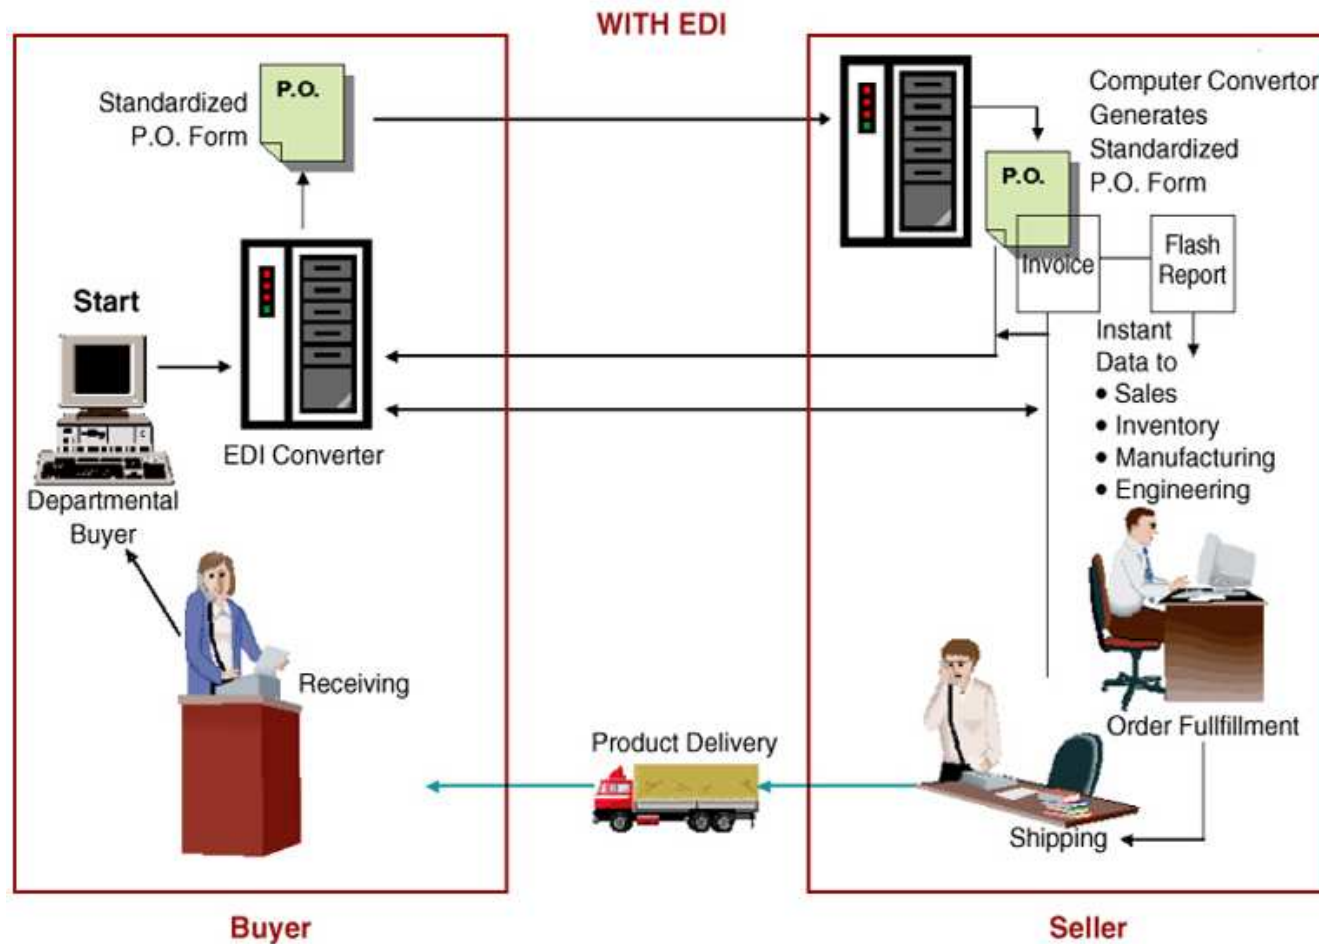 WITH EDI
Standardized
P.O. Form
P.O.
Computer Convertor
Generates
Standardized
P.O. Form
P.O.
Invoice
Flash
Report
Start
Instant
Data to
• Sales
• Inventory
• Manufacturing
• Engineering
EDI Converter
Departmental
Buyer
Receiving
Product Delivery
Order Fullfillment
Shipping
Buyer
Seller